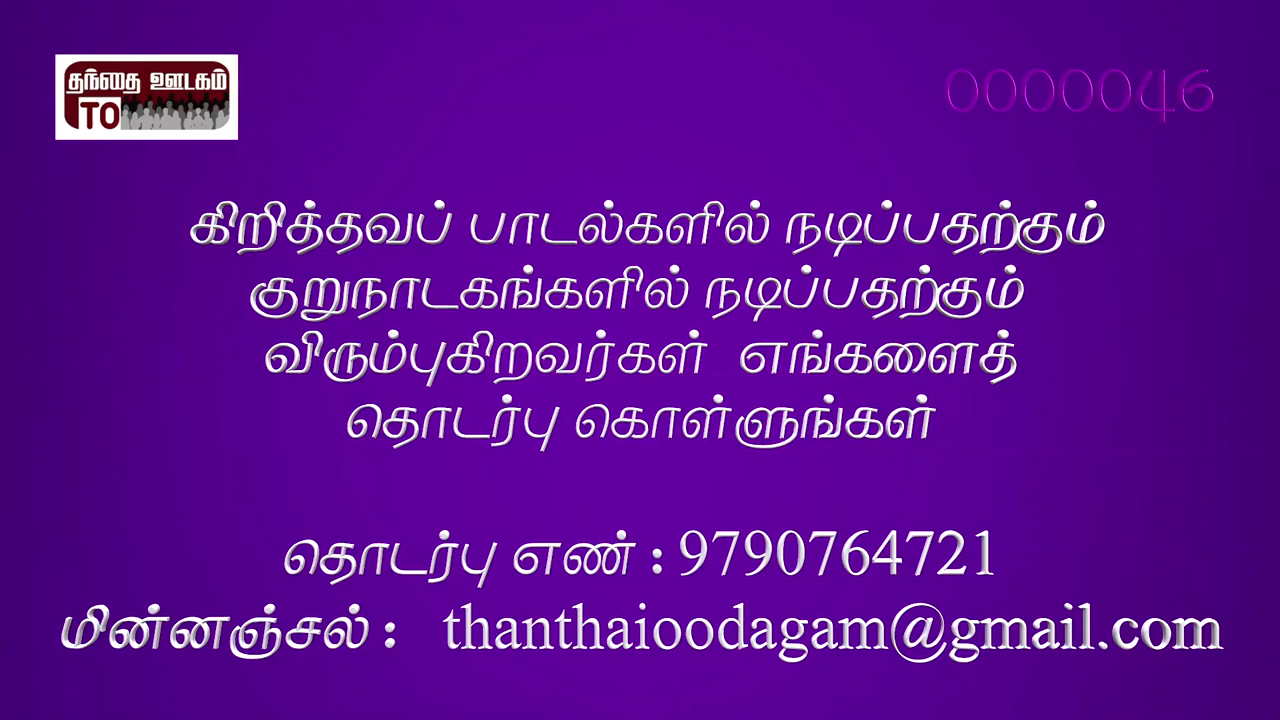 தந்தை ஊடகம்
TO
0000046
கிறித்தவப் பாடல்களில் நடிப்பதற்கும்
குறுநாடகங்களில் நடிப்பதற்கும்
விரும்புகிறவர்கள் எங்களைத்
தொடர்பு கொள்ளுங்கள்
தொடர்பு எண் : 9790764721
மின்னஞ்சல் : thanthaioodagam@gmail.com